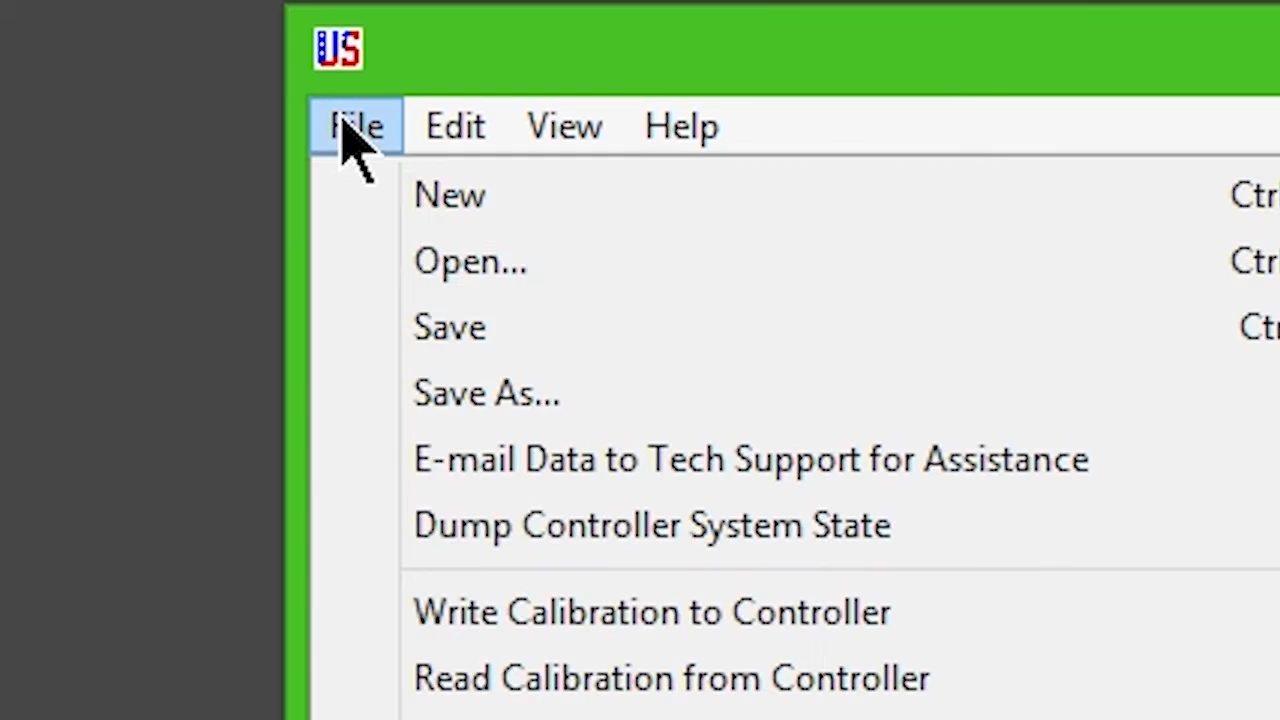 US
File Edit View Help
New Ctr
Open... Ctr
Save Ctr
Save As...
E-mail Data to Tech Support for Assistance
Dump Controller System State
Write Calibration to Controller
Read Calibration from Controller